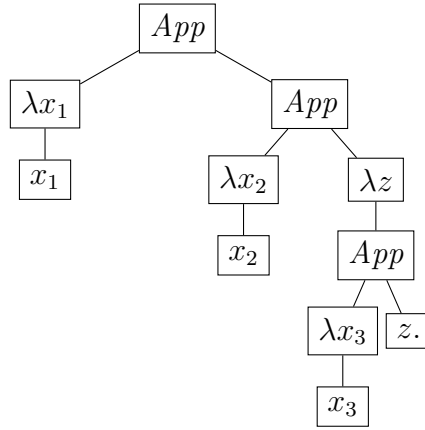 App
λx₁ App
x₁ λx₂ λz
x₂ App
λx₃ z.
x₃